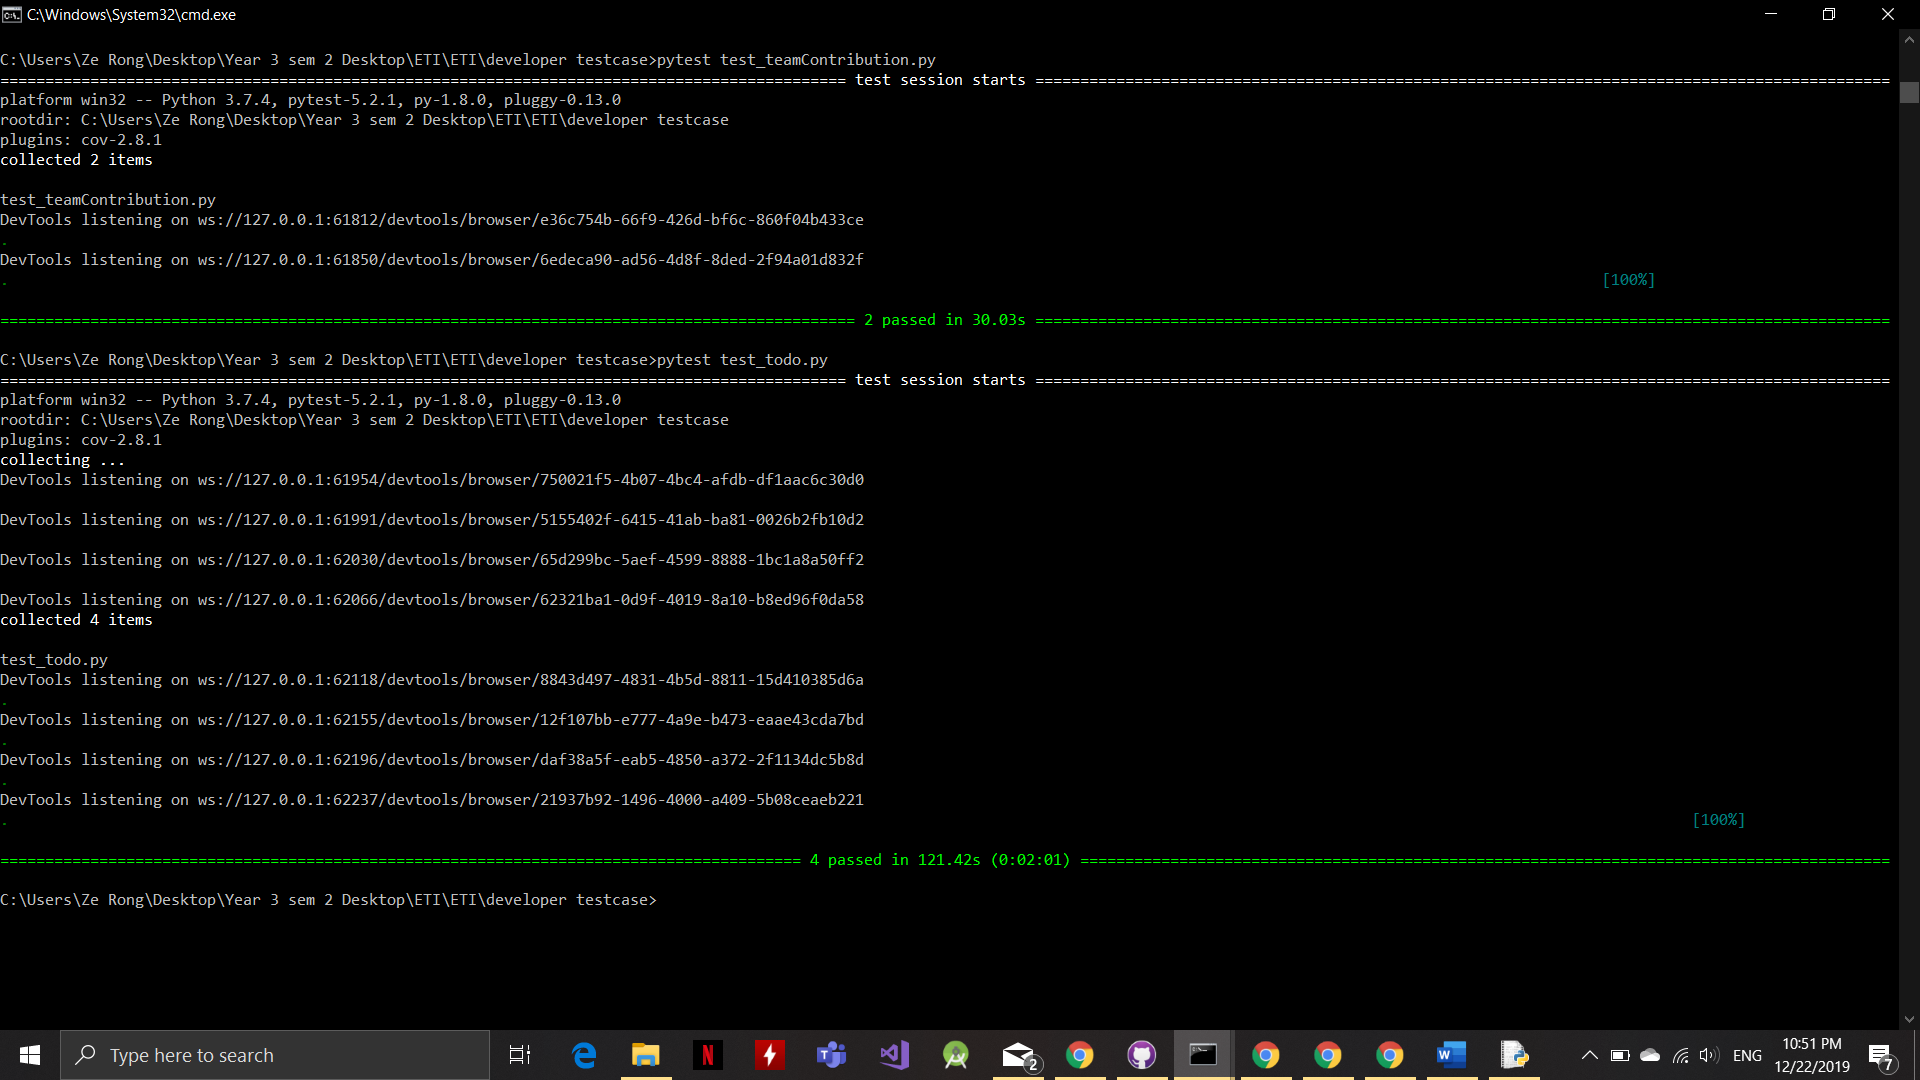 C:\Windows\System32\cmd.exe
C:\Users\Ze Rong\Desktop\Year 3 sem 2 Desktop\ETI\ETI\developer testcase>pytest test_teamContribution.py
============================================================================================== test session starts ===============================================================================================
platform win32 -- Python 3.7.4, pytest-5.2.1, py-1.8.0, pluggy-0.13.0
rootdir: C:\Users\Ze Rong\Desktop\Year 3 sem 2 Desktop\ETI\ETI\developer testcase
plugins: cov-2.8.1
collected 2 items
test_teamContribution.py
DevTools listening on ws://127.0.0.1:61812/devtools/browser/e36c754b-66f9-426d-bf6c-860f04b433ce
.
DevTools listening on ws://127.0.0.1:61850/devtools/browser/6edeca90-ad56-4d8f-8ded-2f94a01d832f
. [100%]
=============================================================================================== 2 passed in 30.03s ===============================================================================================
C:\Users\Ze Rong\Desktop\Year 3 sem 2 Desktop\ETI\ETI\developer testcase>pytest test_todo.py
============================================================================================== test session starts ===============================================================================================
platform win32 -- Python 3.7.4, pytest-5.2.1, py-1.8.0, pluggy-0.13.0
rootdir: C:\Users\Ze Rong\Desktop\Year 3 sem 2 Desktop\ETI\ETI\developer testcase
plugins: cov-2.8.1
collecting ...
DevTools listening on ws://127.0.0.1:61954/devtools/browser/750021f5-4b07-4bc4-afdb-df1aac6c30d0
DevTools listening on ws://127.0.0.1:61991/devtools/browser/5155402f-6415-41ab-ba81-0026b2fb10d2
DevTools listening on ws://127.0.0.1:62030/devtools/browser/65d299bc-5aef-4599-8888-1bc1a8a50ff2
DevTools listening on ws://127.0.0.1:62066/devtools/browser/62321ba1-0d9f-4019-8a10-b8ed96f0da58
collected 4 items
test_todo.py
DevTools listening on ws://127.0.0.1:62118/devtools/browser/8843d497-4831-4b5d-8811-15d410385d6a
.
DevTools listening on ws://127.0.0.1:62155/devtools/browser/12f107bb-e777-4a9e-b473-eaae43cda7bd
.
DevTools listening on ws://127.0.0.1:62196/devtools/browser/daf38a5f-eab5-4850-a372-2f1134dc5b8d
.
DevTools listening on ws://127.0.0.1:62237/devtools/browser/21937b92-1496-4000-a409-5b08ceaeb221
. [100%]
========================================================================================= 4 passed in 121.42s (0:02:01) ==========================================================================================
C:\Users\Ze Rong\Desktop\Year 3 sem 2 Desktop\ETI\ETI\developer testcase>
Type here to search
2
ENG
10:51 PM
12/22/2019
7